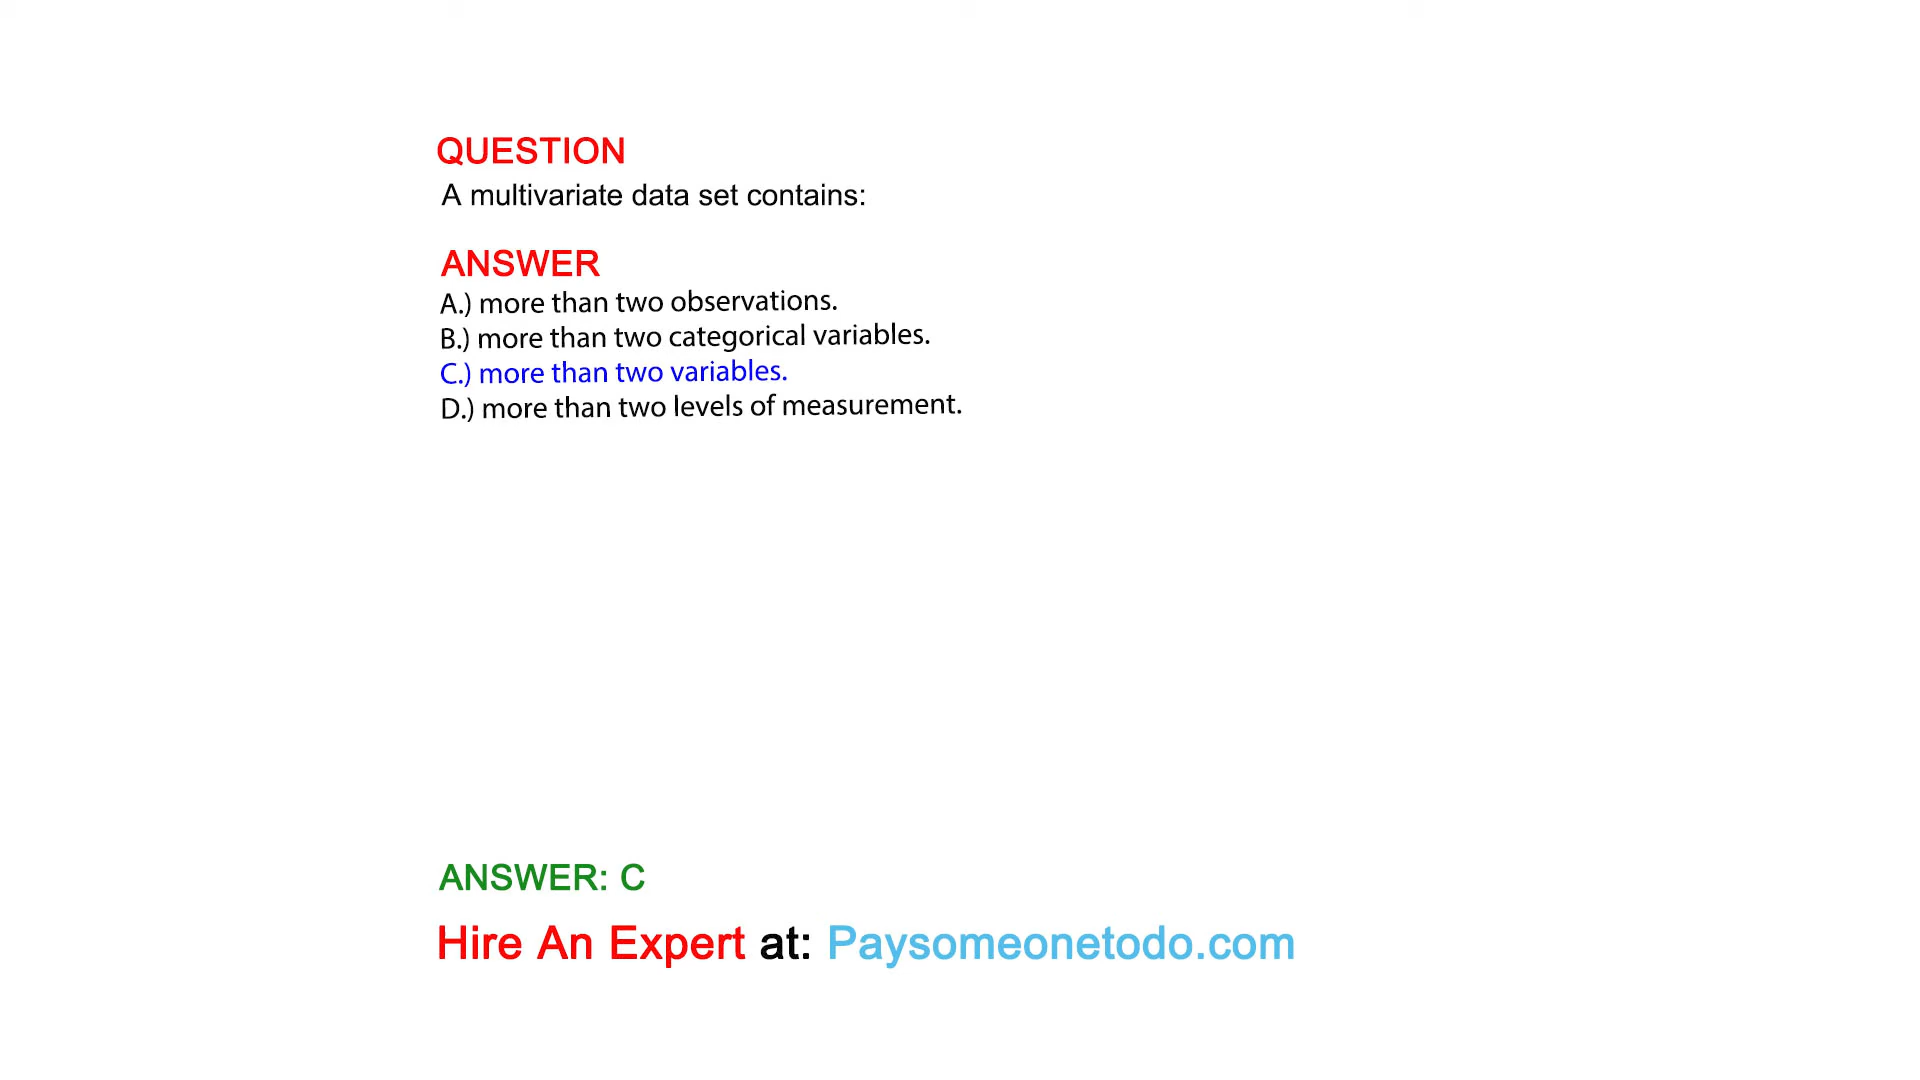 QUESTION
A multivariate data set contains:
ANSWER
A.) more than two observations.
B.) more than two categorical variables.
C.) more than two variables.
D.) more than two levels of measurement.
ANSWER: C
Hire An Expert at: Paysomeonetodo.com